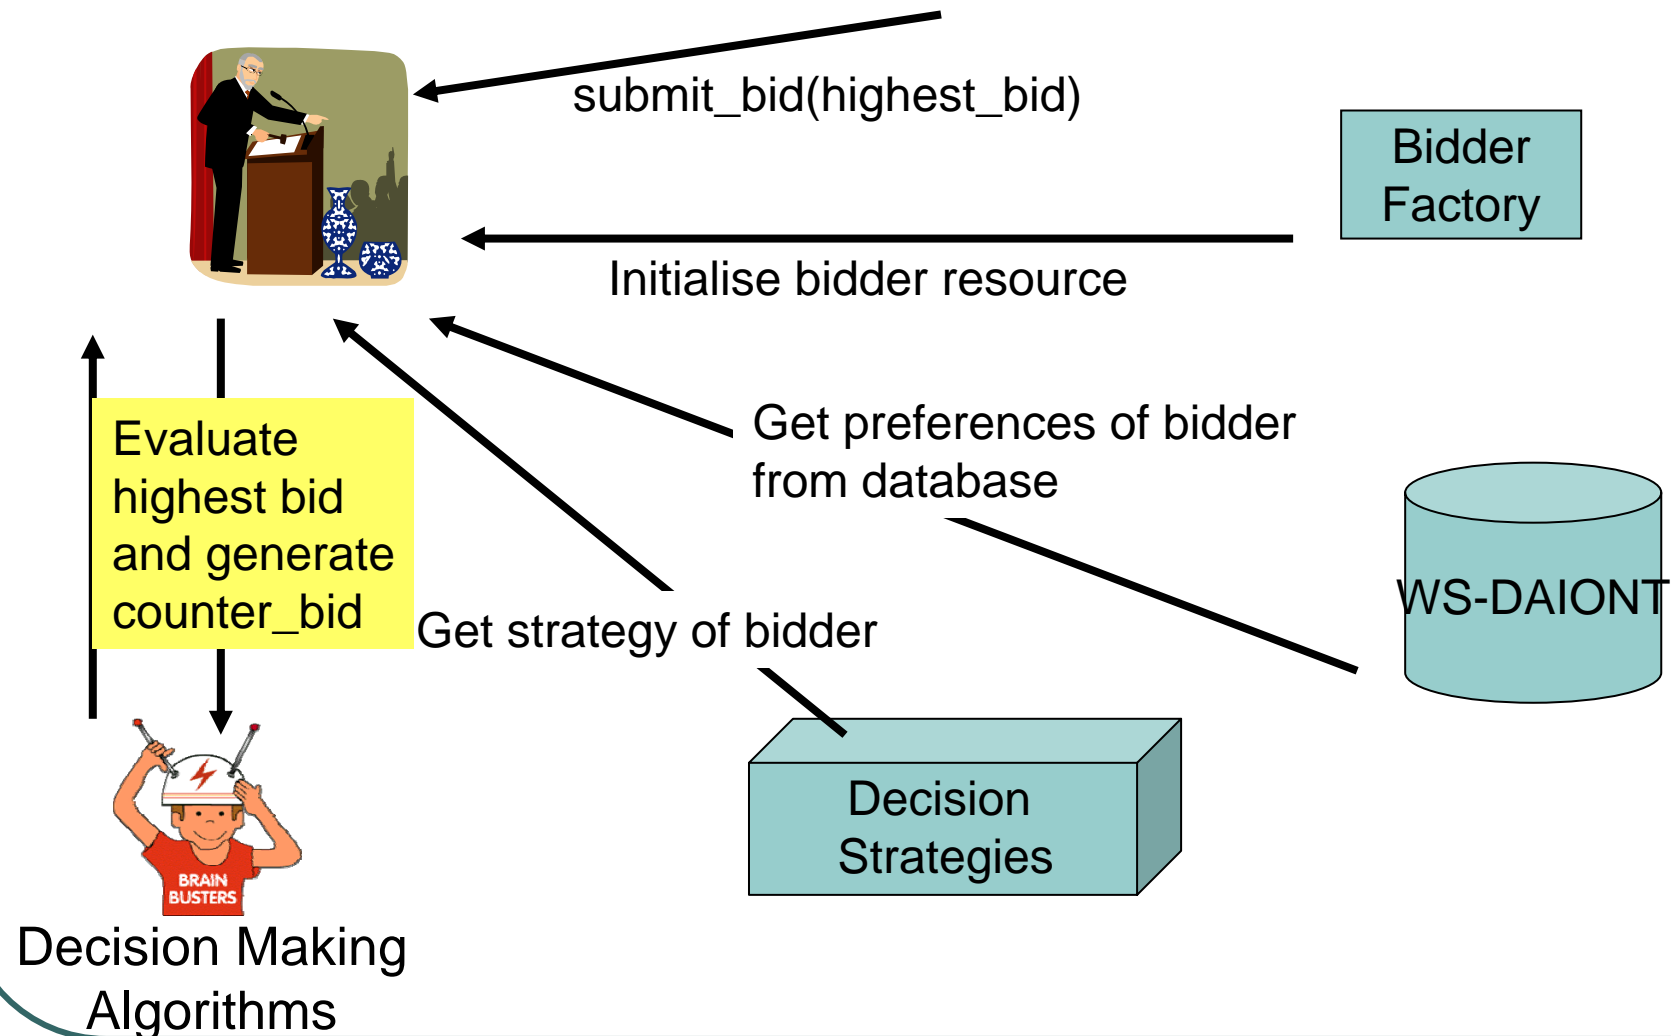 submit_bid(highest_bid)
Bidder
Factory
Initialise bidder resource
Evaluate
highest bid
and generate
counter_bid
Get preferences of bidder
from database
WS-DAIONT
Get strategy of bidder
Decision
Strategies
BRAIN
BUSTERS
Decision Making
Algorithms